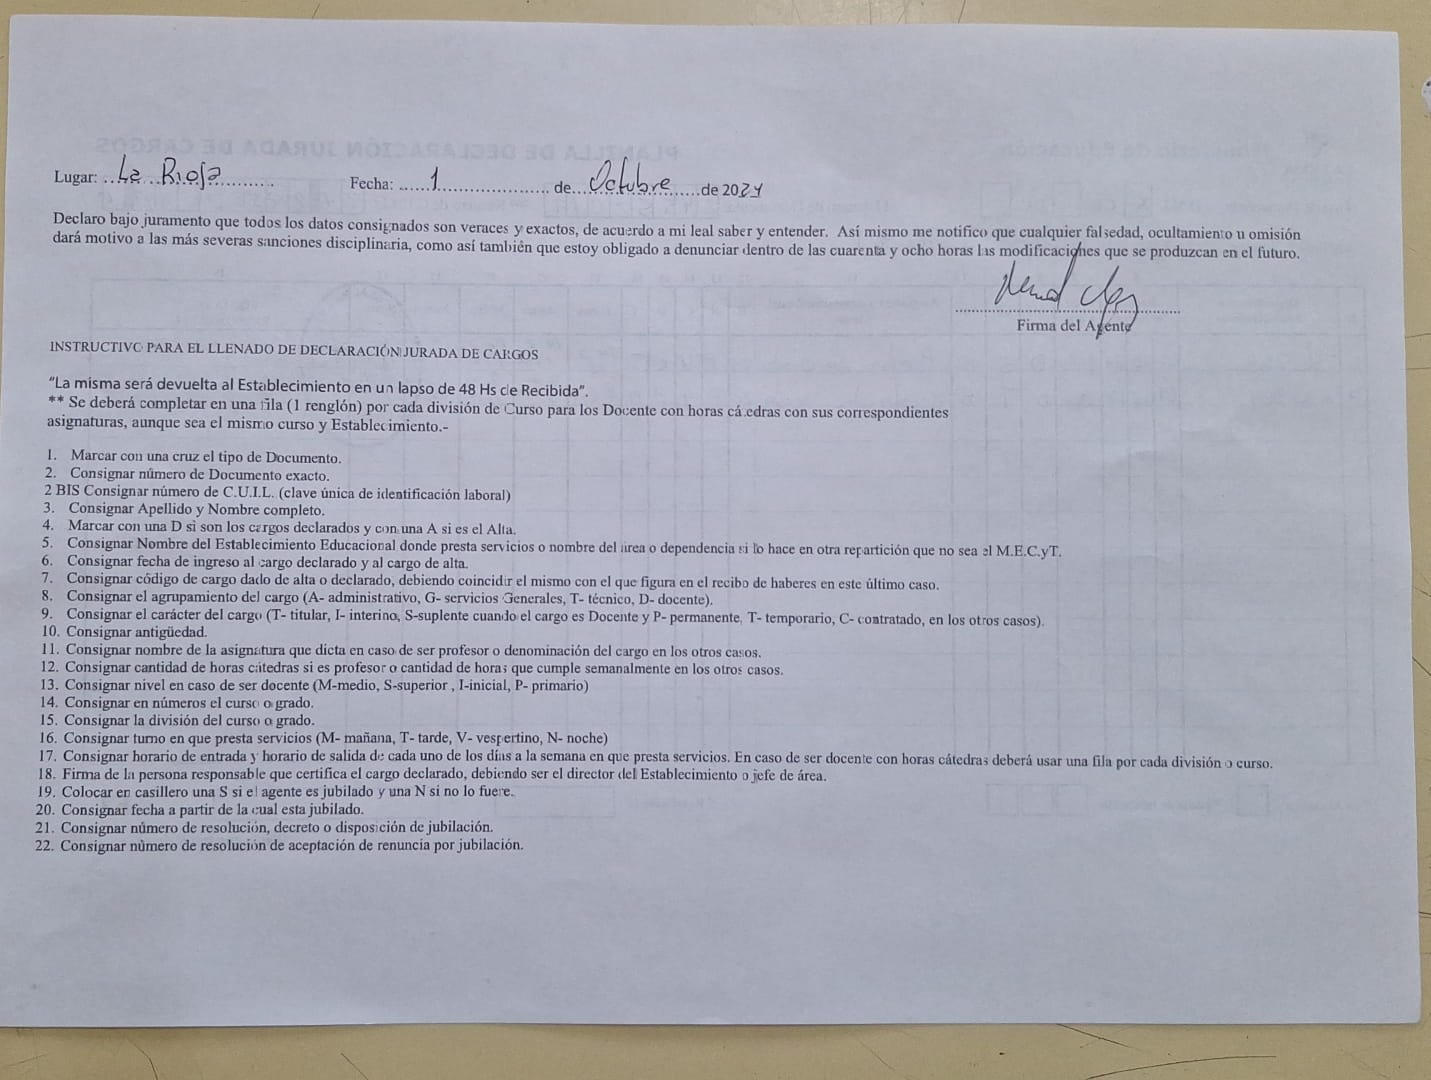 Lugar: La Rioja Fecha: 1 de Octubre de 2024
Declaro bajo juramento que todos los datos consignados son veraces y exactos, de acuerdo a mi leal saber y entender. Así mismo me notifico que cualquier falsedad, ocultamiento u omisión
dará motivo a las más severas sanciones disciplinaria, como así también que estoy obligado a denunciar dentro de las cuarenta y ocho horas las modificaciones que se produzcan en el futuro.
Firma del Agente
INSTRUCTIVO PARA EL LLENADO DE DECLARACIÓN JURADA DE CARGOS
"La misma será devuelta al Establecimiento en un lapso de 48 Hs de Recibida".
** Se deberá completar en una fila (1 renglón) por cada división de Curso para los Docente con horas cátedras con sus correspondientes
asignaturas, aunque sea el mismo curso y Establecimiento.-
1. Marcar con una cruz el tipo de Documento.
2. Consignar número de Documento exacto.
2 BIS Consignar número de C.U.I.L. (clave única de identificación laboral)
3. Consignar Apellido y Nombre completo.
4. Marcar con una D si son los cargos declarados y con una A si es el Alta.
5. Consignar Nombre del Establecimiento Educacional donde presta servicios o nombre del área o dependencia si lo hace en otra repartición que no sea el M.E.C.yT.
6. Consignar fecha de ingreso al cargo declarado y al cargo de alta.
7. Consignar código de cargo dado de alta o declarado, debiendo coincidir el mismo con el que figura en el recibo de haberes en este último caso.
8. Consignar el agrupamiento del cargo (A- administrativo, G- servicios Generales, T- técnico, D- docente).
9. Consignar el carácter del cargo (T- titular, I- interino, S-suplente cuando el cargo es Docente y P- permanente, T- temporario, C- contratado, en los otros casos).
10. Consignar antigüedad.
11. Consignar nombre de la asignatura que dicta en caso de ser profesor o denominación del cargo en los otros casos.
12. Consignar cantidad de horas cátedras si es profesor o cantidad de horas que cumple semanalmente en los otros casos.
13. Consignar nivel en caso de ser docente (M-medio, S-superior , I-inicial, P- primario)
14. Consignar en números el curso o grado.
15. Consignar la división del curso o grado.
16. Consignar turno en que presta servicios (M- mañana, T- tarde, V- vespertino, N- noche)
17. Consignar horario de entrada y horario de salida de cada uno de los días a la semana en que presta servicios. En caso de ser docente con horas cátedras deberá usar una fila por cada división o curso.
18. Firma de la persona responsable que certifica el cargo declarado, debiendo ser el director del Establecimiento o jefe de área.
19. Colocar en casillero una S si el agente es jubilado y una N si no lo fuere.
20. Consignar fecha a partir de la cual esta jubilado.
21. Consignar número de resolución, decreto o disposición de jubilación.
22. Consignar número de resolución de aceptación de renuncia por jubilación.